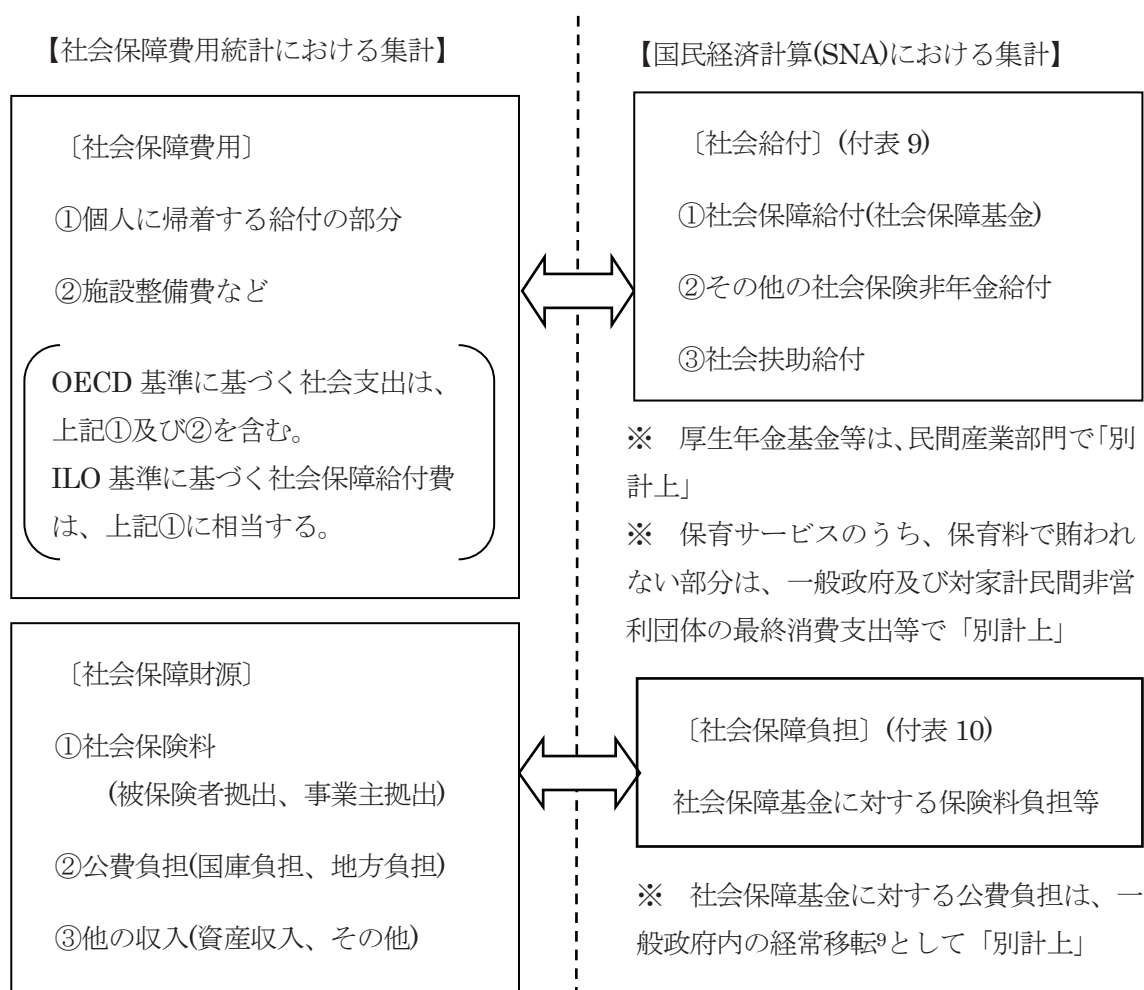 【社会保障費用統計における集計】
〔社会保障費用〕
①個人に帰着する給付の部分
②施設整備費など
OECD 基準に基づく社会支出は、
上記①及び②を含む。
ILO 基準に基づく社会保障給付費
は、上記①に相当する。
〔社会保障財源〕
①社会保険料
(被保険者拠出、事業主拠出)
②公費負担(国庫負担、地方負担)
③他の収入(資産収入、その他)
【国民経済計算(SNA)における集計】
〔社会給付〕(付表 9)
①社会保障給付(社会保障基金)
②その他の社会保険非年金給付
③社会扶助給付
※　厚生年金基金等は、民間産業部門で「別
計上」
※　保育サービスのうち、保育料で賄われ
ない部分は、一般政府及び対家計民間非営
利団体の最終消費支出等で「別計上」
〔社会保障負担〕(付表 10)
社会保障基金に対する保険料負担等
※　社会保障基金に対する公費負担は、一
般政府内の経常移転9として「別計上」